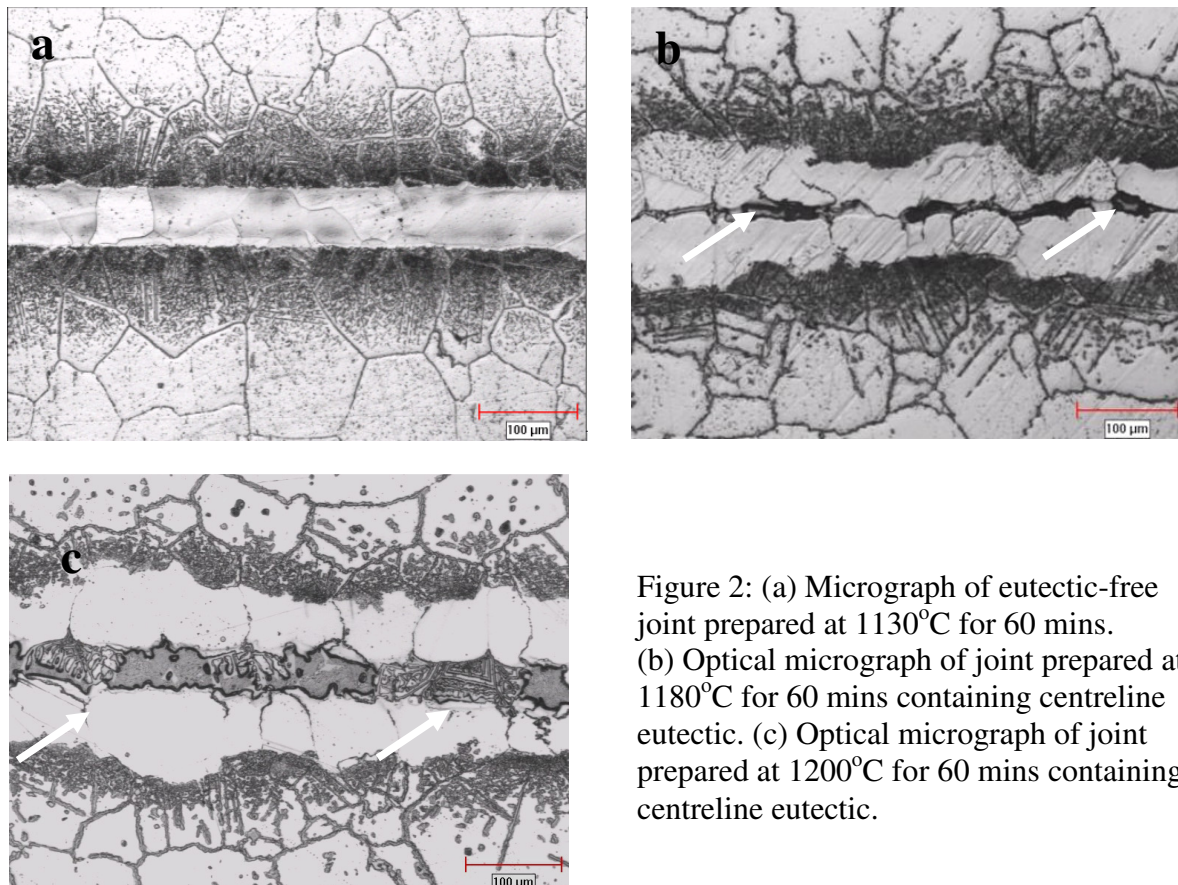 a
b
100 µm
100 µm
c
100 µm
Figure 2: (a) Micrograph of eutectic-free
joint prepared at 1130°C for 60 mins.
(b) Optical micrograph of joint prepared at
1180°C for 60 mins containing centreline
eutectic. (c) Optical micrograph of joint
prepared at 1200°C for 60 mins containing
centreline eutectic.